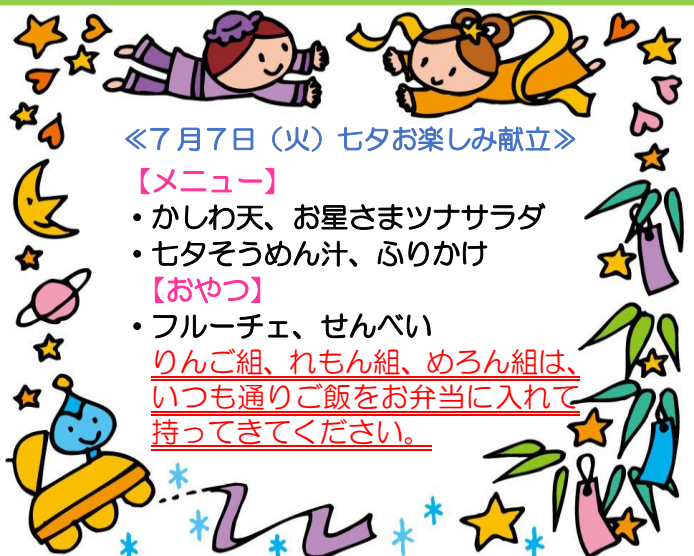 ≪7月7日（火）七夕お楽しみ献立≫
【メニュー】
・かしわ天、お星さまツナサラダ
・七夕そうめん汁、ふりかけ
【おやつ】
・フルーチェ、せんべい
りんご組、れもん組、めろん組は、
いつも通りご飯をお弁当に入れて
持ってきてください。